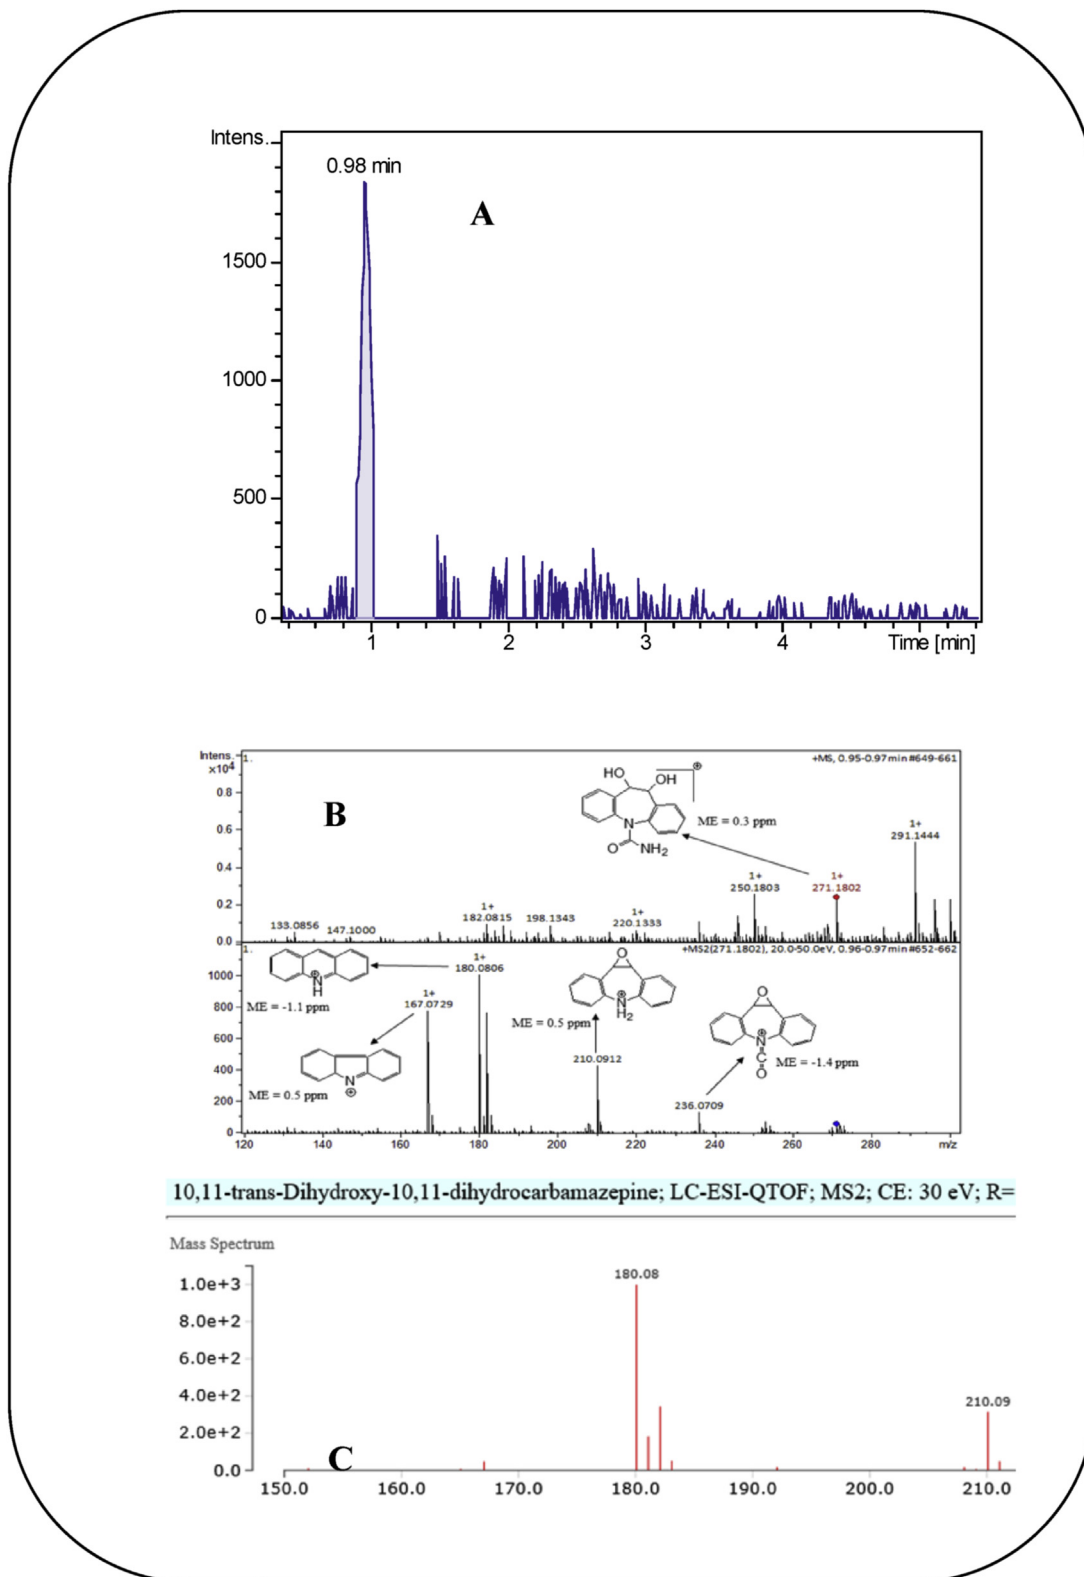 Intens.
0.98 min
A
1500
1000
500
0
1 2 3 4 Time [min]
Intens.
x10⁴
1.
+MS, 0.95-0.97min #649-661
HO
OH
⊕
N
O NH₂
ME = 0.3 ppm
B
0.8
0.6
0.4
0.2
0.0
133.0856
147.1000
1+
182.0815
198.1343
1+
220.1333
1+
250.1803
1+
271.1802
1+
291.1444
1.
+MS2(271.1802), 20.0-50.0eV, 0.96-0.97min #652-662
1000
800
600
400
200
0
N
H
ME = -1.1 ppm
1+
180.0806
1+
167.0729
N
ME = 0.5 ppm
O
N
H₂
ME = 0.5 ppm
210.0912
O
N
C
O
ME = -1.4 ppm
236.0709
120 140 160 180 200 220 240 260 280 m/z
10,11-trans-Dihydroxy-10,11-dihydrocarbamazepine; LC-ESI-QTOF; MS2; CE: 30 eV; R=
Mass Spectrum
1.0e+3
8.0e+2
6.0e+2
4.0e+2
2.0e+2
0.0
180.08
210.09
C
150.0 160.0 170.0 180.0 190.0 200.0 210.0